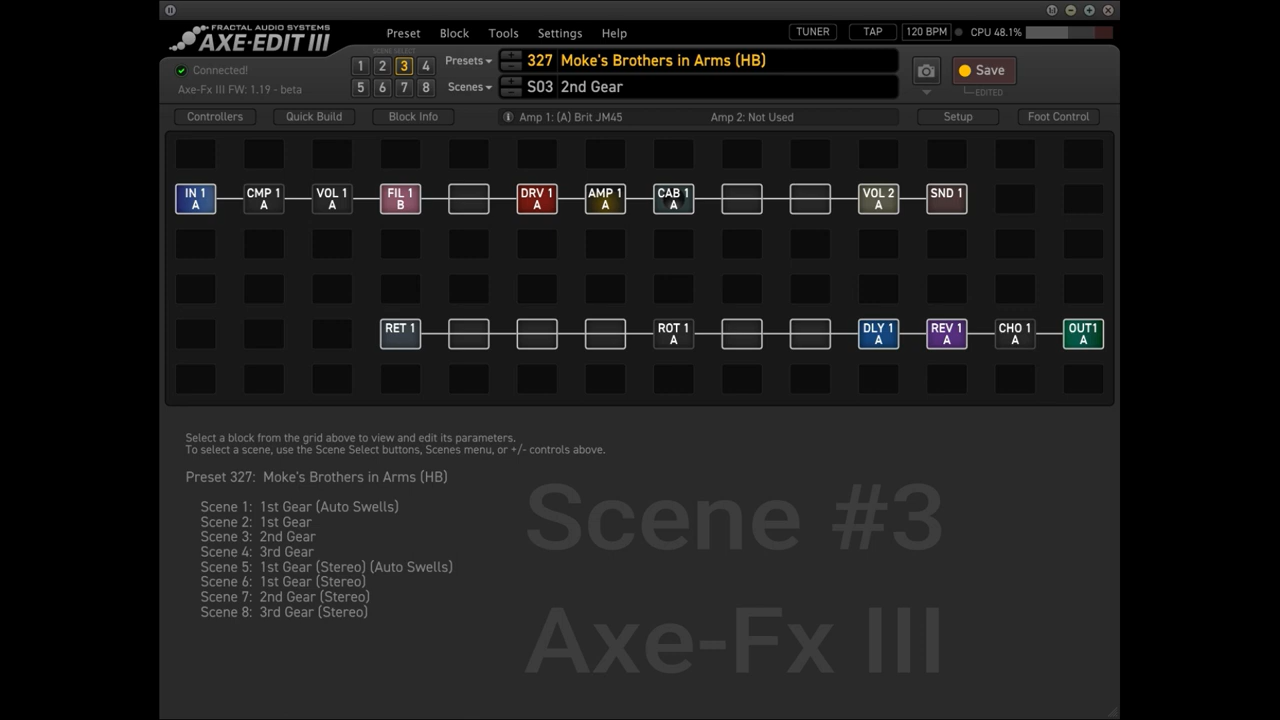 FRACTAL AUDIO SYSTEMS
AXE-EDIT III
Preset Block Tools Settings Help
TUNER TAP 120 BPM CPU 48.1%
Connected!
Axe-Fx III FW: 1.19 - beta
SCENE SELECT
1 2 3 4
5 6 7 8
Presets 327 Moke's Brothers in Arms (HB)
Scenes S03 2nd Gear
Save
EDITED
Controllers Quick Build Block Info Amp 1: (A) Brit JM45 Amp 2: Not Used Setup Foot Control
IN 1 CMP 1 VOL 1 FIL 1 DRV 1 AMP 1 CAB 1 VOL 2 SND 1
A A A B A A A A
RET 1 ROT 1 DLY 1 REV 1 CHO 1 OUT1
A A A A A
Select a block from the grid above to view and edit its parameters.
To select a scene, use the Scene Select buttons, Scenes menu, or +/- controls above.
Preset 327: Moke's Brothers in Arms (HB)
Scene 1: 1st Gear (Auto Swells)
Scene 2: 1st Gear
Scene 3: 2nd Gear
Scene 4: 3rd Gear
Scene 5: 1st Gear (Stereo) (Auto Swells)
Scene 6: 1st Gear (Stereo)
Scene 7: 2nd Gear (Stereo)
Scene 8: 3rd Gear (Stereo)
Scene #3
Axe-Fx III